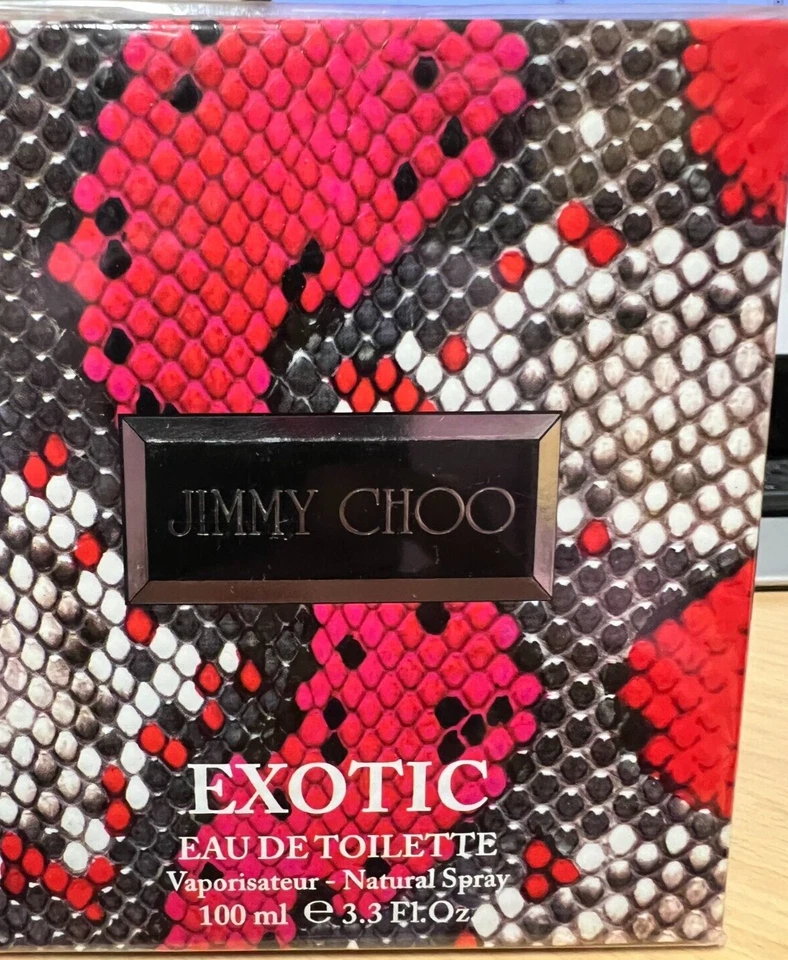 JIMMY CHOO
EXOTIC
EAU DE TOILETTE
Vaporisateur - Natural Spray
100 ml ℮ 3.3 Fl.Oz.